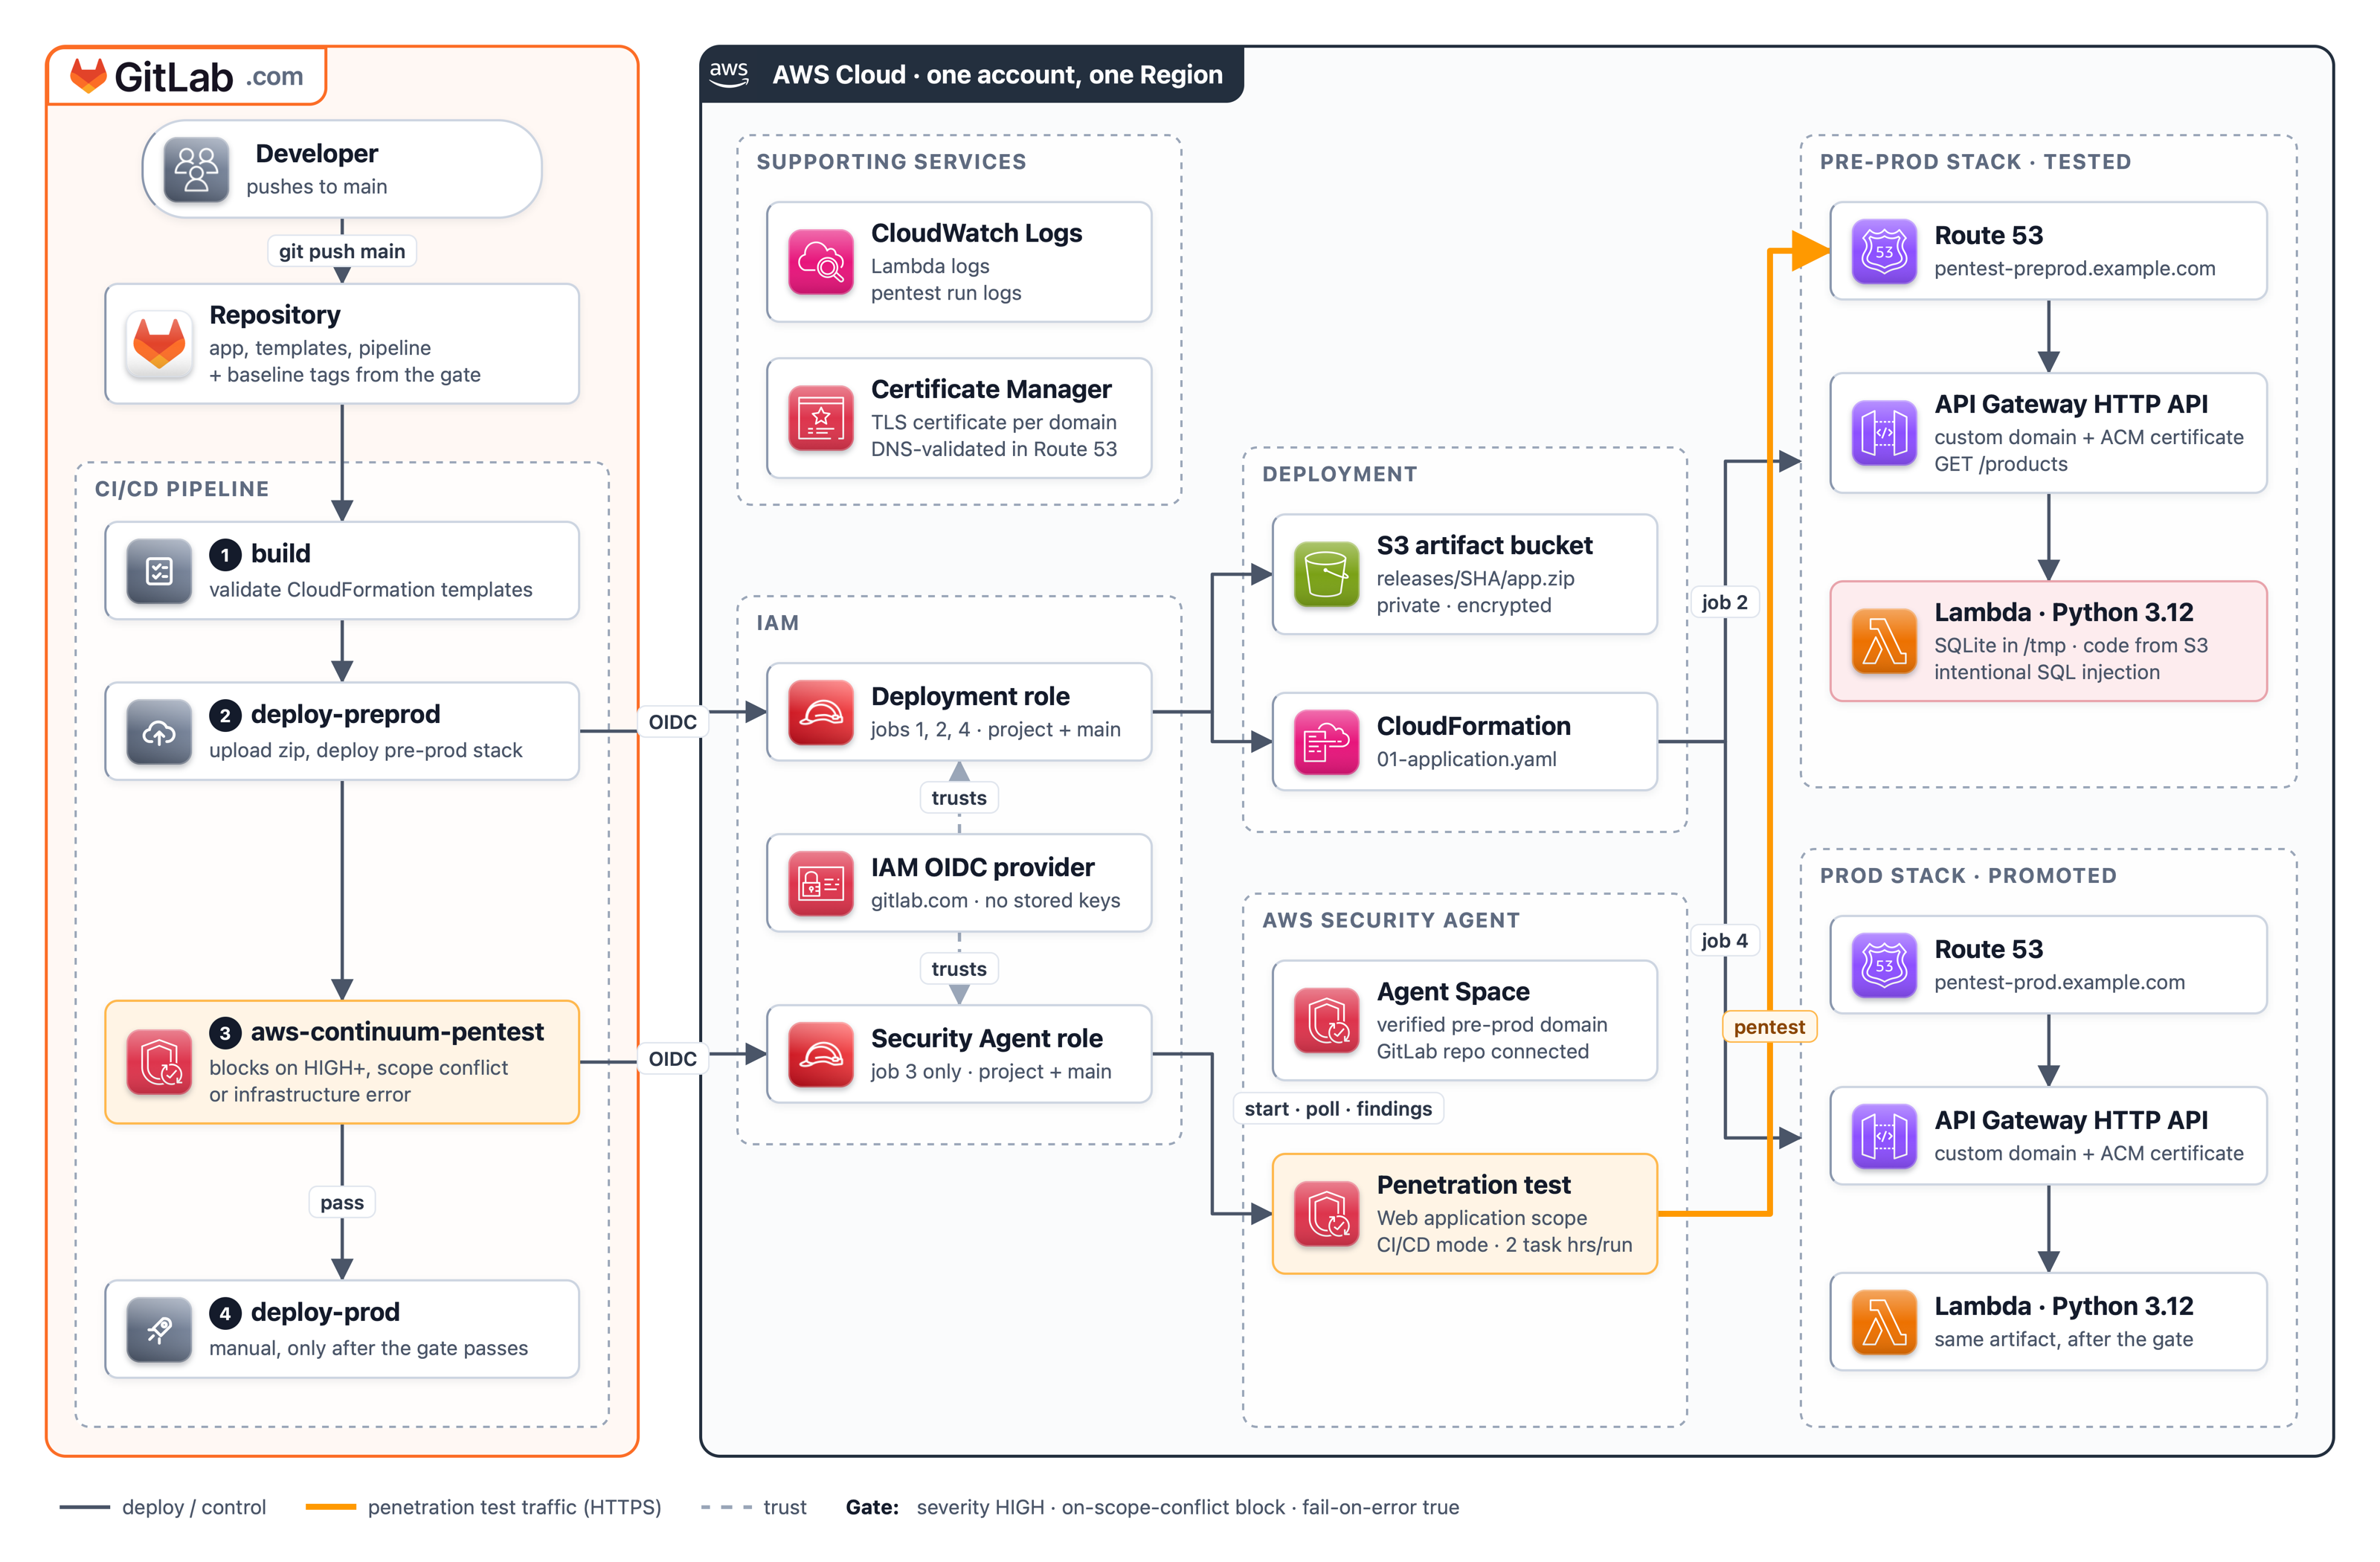 GitLab .com
Developer
pushes to main
git push main
Repository
app, templates, pipeline
+ baseline tags from the gate
CI/CD PIPELINE
1 build
validate CloudFormation templates
2 deploy-preprod
upload zip, deploy pre-prod stack
3 aws-continuum-pentest
blocks on HIGH+, scope conflict
or infrastructure error
pass
4 deploy-prod
manual, only after the gate passes
OIDC
OIDC
aws AWS Cloud · one account, one Region
SUPPORTING SERVICES
CloudWatch Logs
Lambda logs
pentest run logs
Certificate Manager
TLS certificate per domain
DNS-validated in Route 53
IAM
Deployment role
jobs 1, 2, 4 · project + main
trusts
IAM OIDC provider
gitlab.com · no stored keys
trusts
Security Agent role
job 3 only · project + main
DEPLOYMENT
S3 artifact bucket
releases/SHA/app.zip
private · encrypted
CloudFormation
01-application.yaml
AWS SECURITY AGENT
Agent Space
verified pre-prod domain
GitLab repo connected
start · poll · findings
Penetration test
Web application scope
CI/CD mode · 2 task hrs/run
job 2
job 4
pentest
PRE-PROD STACK · TESTED
53
Route 53
pentest-preprod.example.com
API Gateway HTTP API
custom domain + ACM certificate
GET /products
Lambda · Python 3.12
SQLite in /tmp · code from S3
intentional SQL injection
PROD STACK · PROMOTED
53
Route 53
pentest-prod.example.com
API Gateway HTTP API
custom domain + ACM certificate
Lambda · Python 3.12
same artifact, after the gate
deploy / control
penetration test traffic (HTTPS)
trust
Gate: severity HIGH · on-scope-conflict block · fail-on-error true